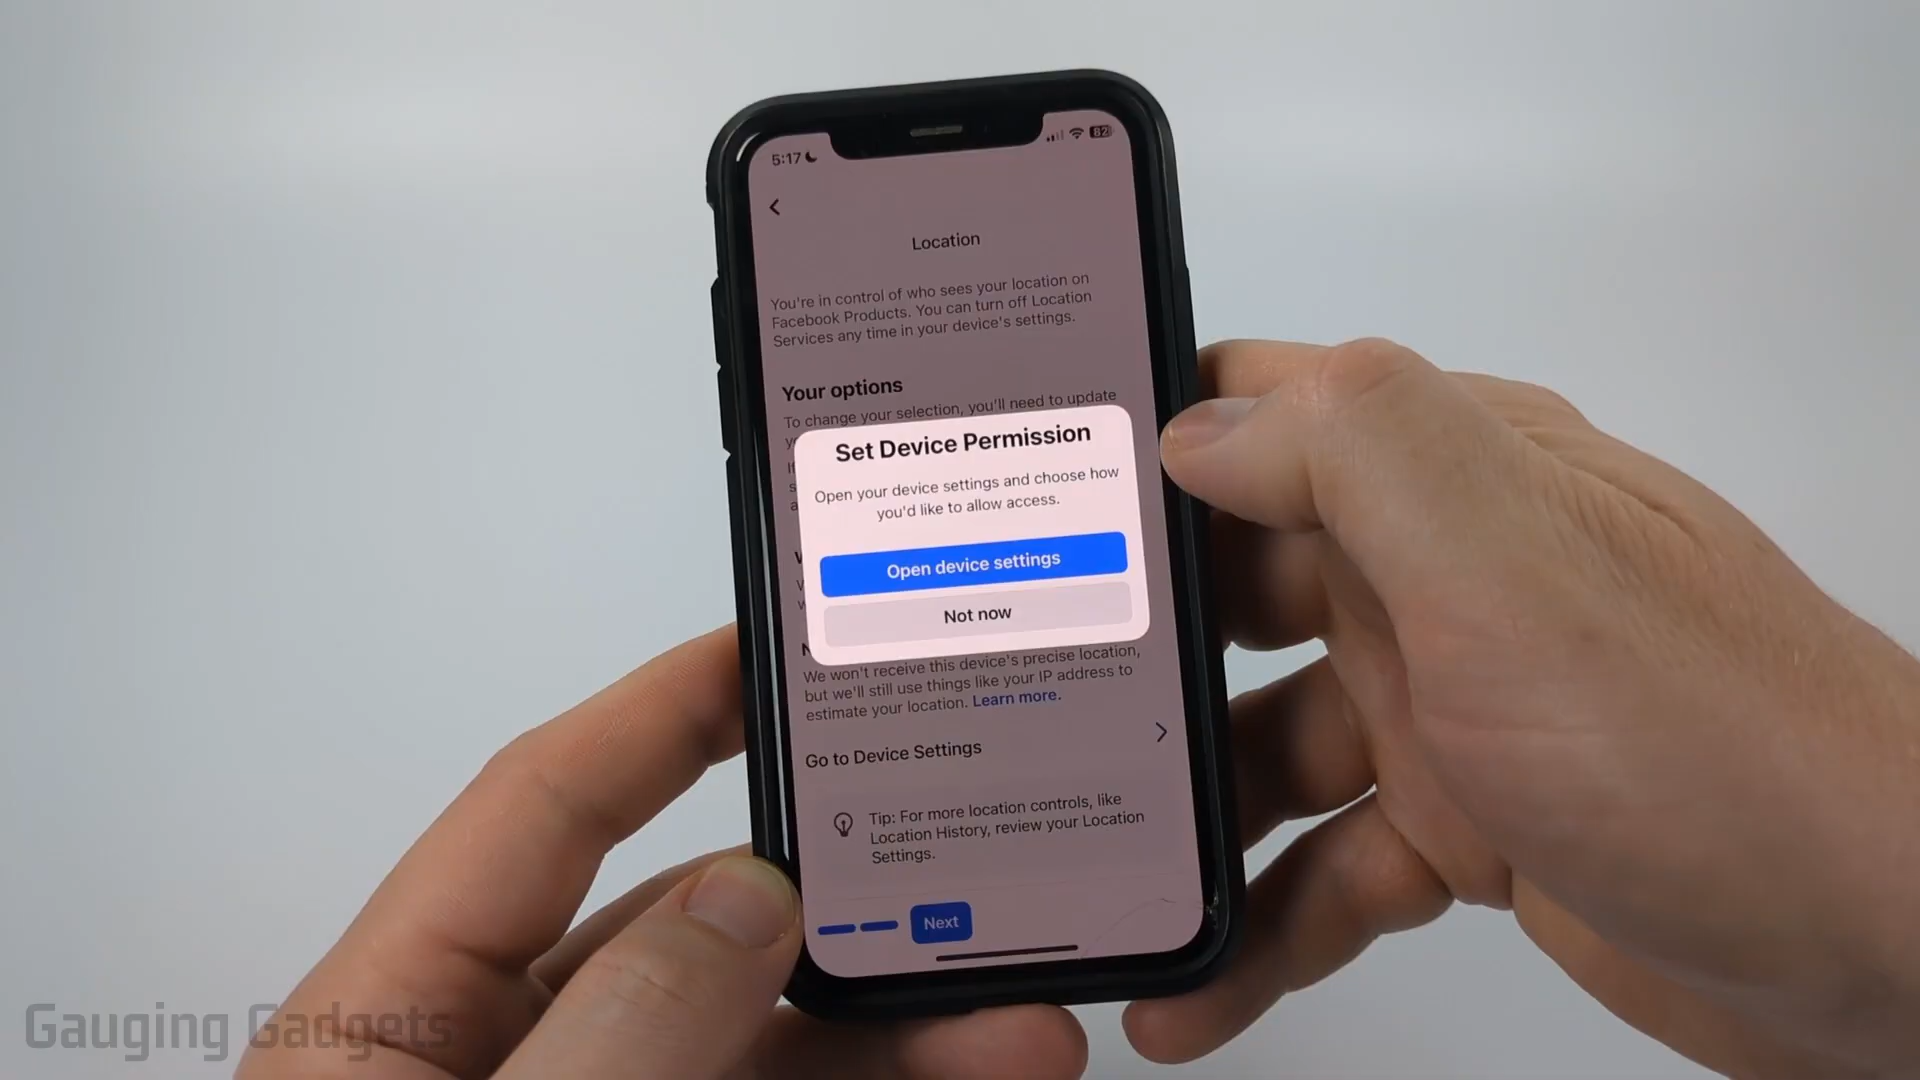 5:17
82
Location
You're in control of who sees your location on
Facebook Products. You can turn off Location
Services any time in your device's settings.
Your options
To change your selection, you'll need to update
Set Device Permission
Open your device settings and choose how
you'd like to allow access.
Open device settings
Not now
We won't receive this device's precise location,
but we'll still use things like your IP address to
estimate your location. Learn more.
Go to Device Settings
Tip: For more location controls, like
Location History, review your Location
Settings.
Next
Gauging Gadgets